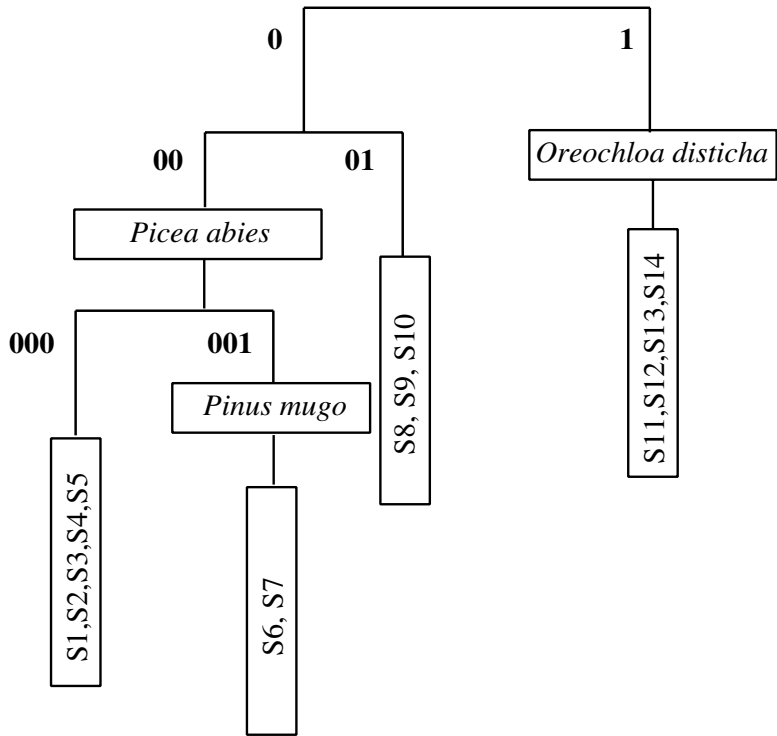 0
1
00
01
Oreochloa disticha
Picea abies
000
001
Pinus mugo
S8, S9, S10
S11,S12,S13,S14
S1,S2,S3,S4,S5
S6, S7